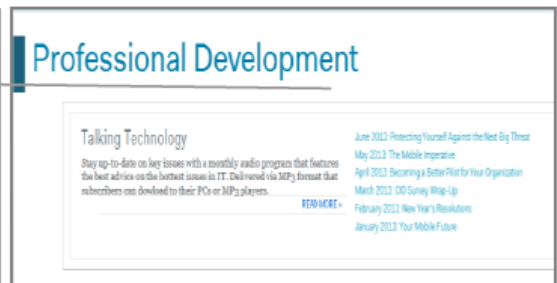 Professional Development
Talking Technology
Stay up-to-date on key issues with a monthly audio program that features
the best advice on the hottest issues in IT. Delivered via MP3 format that
subscribers can dowload to their PCs or MP3 players.
READ MORE »
June 2013: Protecting Yourself Against the Next Big Threat
May 2013: The Mobile Imperative
April 2013: Becoming a Better Pilot for Your Organization
March 2013: CIO Survey Wrap-Up
February 2013: New Year's Resolutions
January 2013: Your Mobile Future